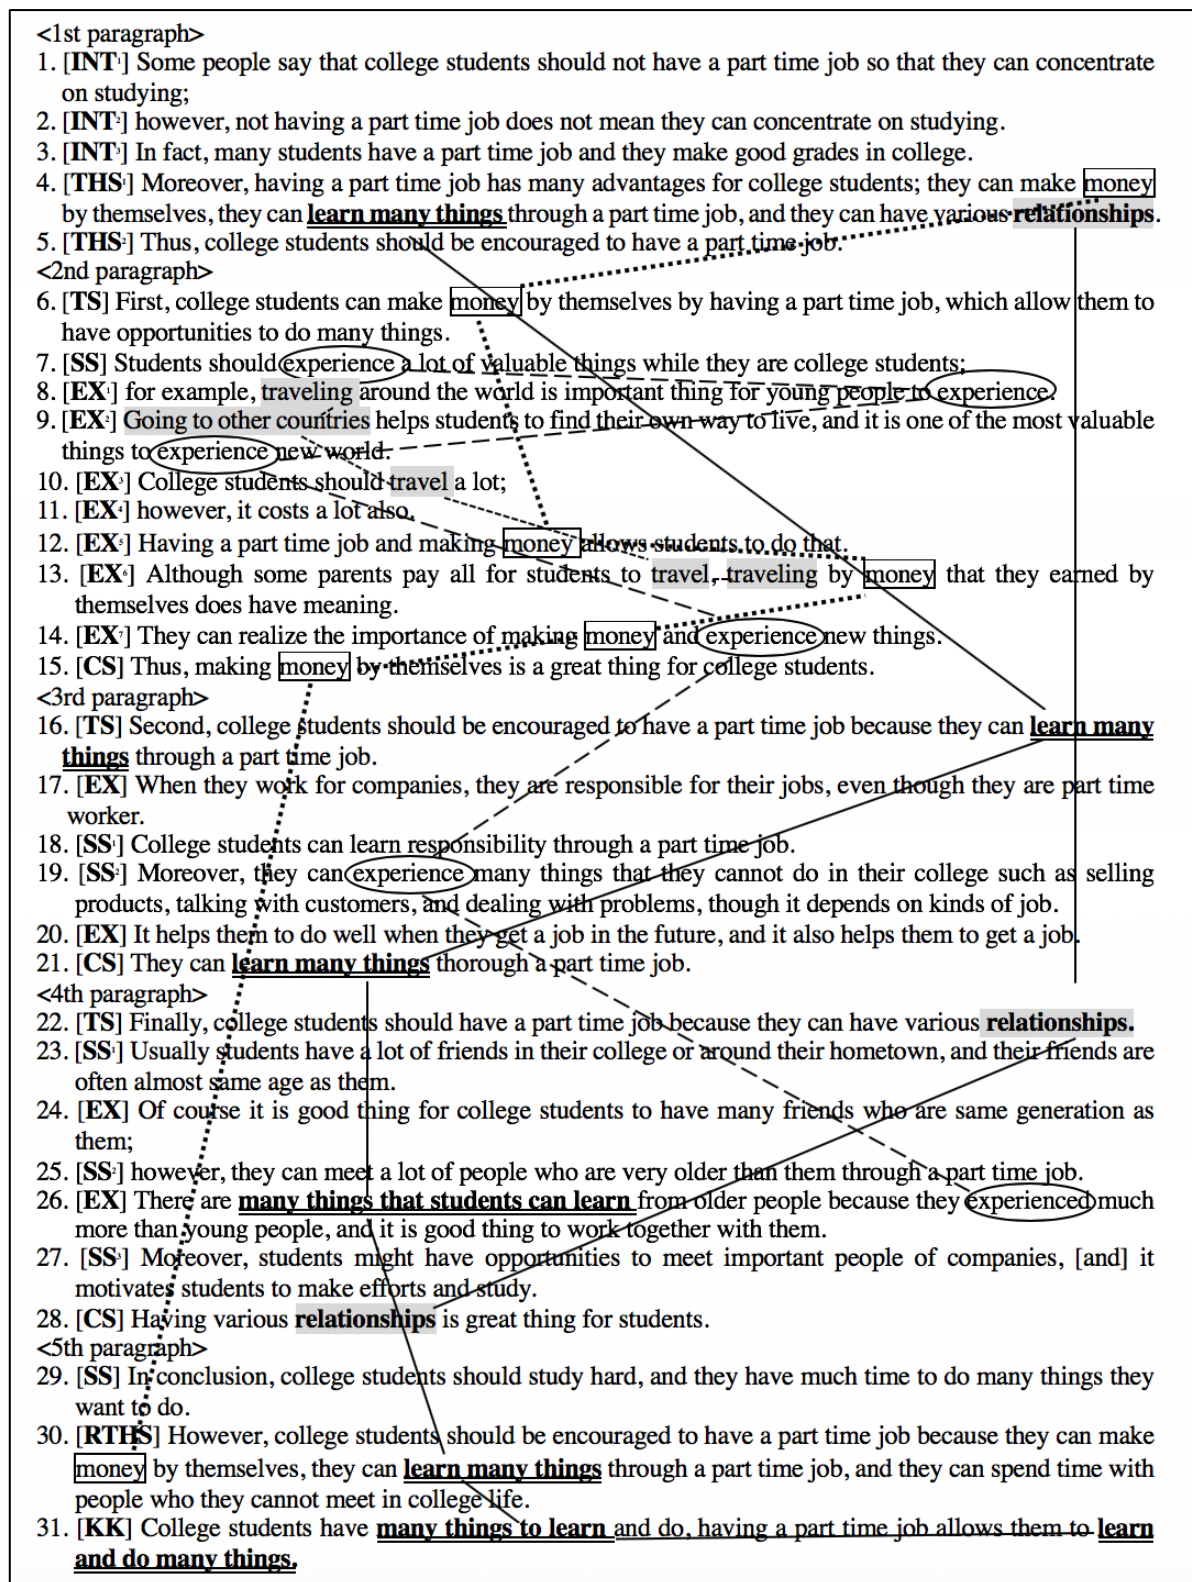 <1st paragraph>
1. [INT¹] Some people say that college students should not have a part time job so that they can concentrate
on studying;
2. [INT²] however, not having a part time job does not mean they can concentrate on studying.
3. [INT³] In fact, many students have a part time job and they make good grades in college.
4. [THS¹] Moreover, having a part time job has many advantages for college students; they can make money
by themselves, they can learn many things through a part time job, and they can have various relationships.
5. [THS²] Thus, college students should be encouraged to have a part time job.
<2nd paragraph>
6. [TS] First, college students can make money by themselves by having a part time job, which allow them to
have opportunities to do many things.
7. [SS] Students should experience a lot of valuable things while they are college students;
8. [EX¹] for example, traveling around the world is important thing for young people to experience.
9. [EX²] Going to other countries helps students to find their own way to live, and it is one of the most valuable
things to experience new world.
10. [EX³] College students should travel a lot;
11. [EX⁴] however, it costs a lot also.
12. [EX⁵] Having a part time job and making money allows students to do that.
13. [EX⁶] Although some parents pay all for students to travel, traveling by money that they earned by
themselves does have meaning.
14. [EX⁷] They can realize the importance of making money and experience new things.
15. [CS] Thus, making money by themselves is a great thing for college students.
<3rd paragraph>
16. [TS] Second, college students should be encouraged to have a part time job because they can learn many
things through a part time job.
17. [EX] When they work for companies, they are responsible for their jobs, even though they are part time
worker.
18. [SS¹] College students can learn responsibility through a part time job.
19. [SS²] Moreover, they can experience many things that they cannot do in their college such as selling
products, talking with customers, and dealing with problems, though it depends on kinds of job.
20. [EX] It helps them to do well when they get a job in the future, and it also helps them to get a job.
21. [CS] They can learn many things thorough a part time job.
<4th paragraph>
22. [TS] Finally, college students should have a part time job because they can have various relationships.
23. [SS¹] Usually students have a lot of friends in their college or around their hometown, and their friends are
often almost same age as them.
24. [EX] Of course it is good thing for college students to have many friends who are same generation as
them;
25. [SS²] however, they can meet a lot of people who are very older than them through a part time job.
26. [EX] There are many things that students can learn from older people because they experienced much
more than young people, and it is good thing to work together with them.
27. [SS³] Moreover, students might have opportunities to meet important people of companies, [and] it
motivates students to make efforts and study.
28. [CS] Having various relationships is great thing for students.
<5th paragraph>
29. [SS] In conclusion, college students should study hard, and they have much time to do many things they
want to do.
30. [RTHS] However, college students should be encouraged to have a part time job because they can make
money by themselves, they can learn many things through a part time job, and they can spend time with
people who they cannot meet in college life.
31. [KK] College students have many things to learn and do, having a part time job allows them to learn
and do many things.